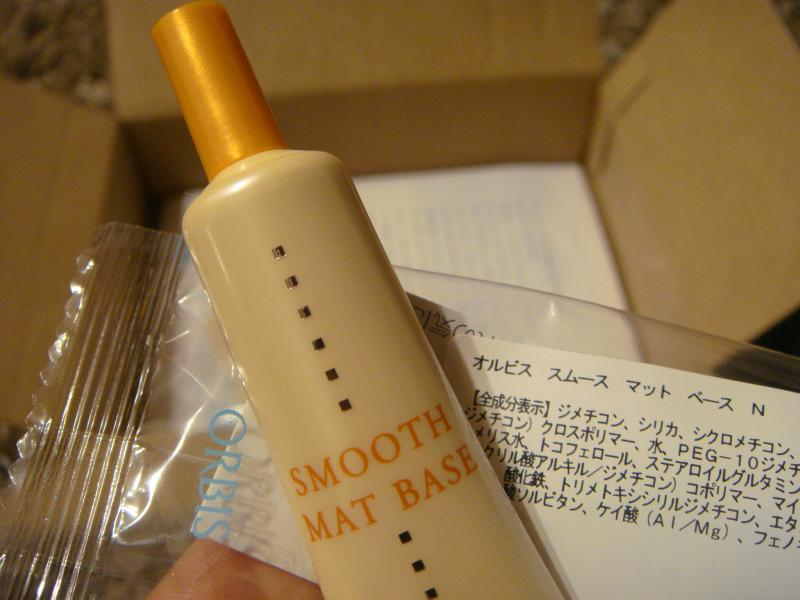 SMOOTH
MAT BASE
ORBIS
オルビス スムース マット ベース N
【全成分表示】ジメチコン、シリカ、シクロメチコン、
ジメチコン）クロスポリマー、水、PEG－10ジメチ
メリス水、トコフェロール、ステアロイルグルタミン
クリル酸アルキル／ジメチコン）コポリマー、マイ
酸化鉄、トリメトキシシリルジメチコン、エタ
酸ソルビタン、ケイ酸（Al／Mg）、フェノキ